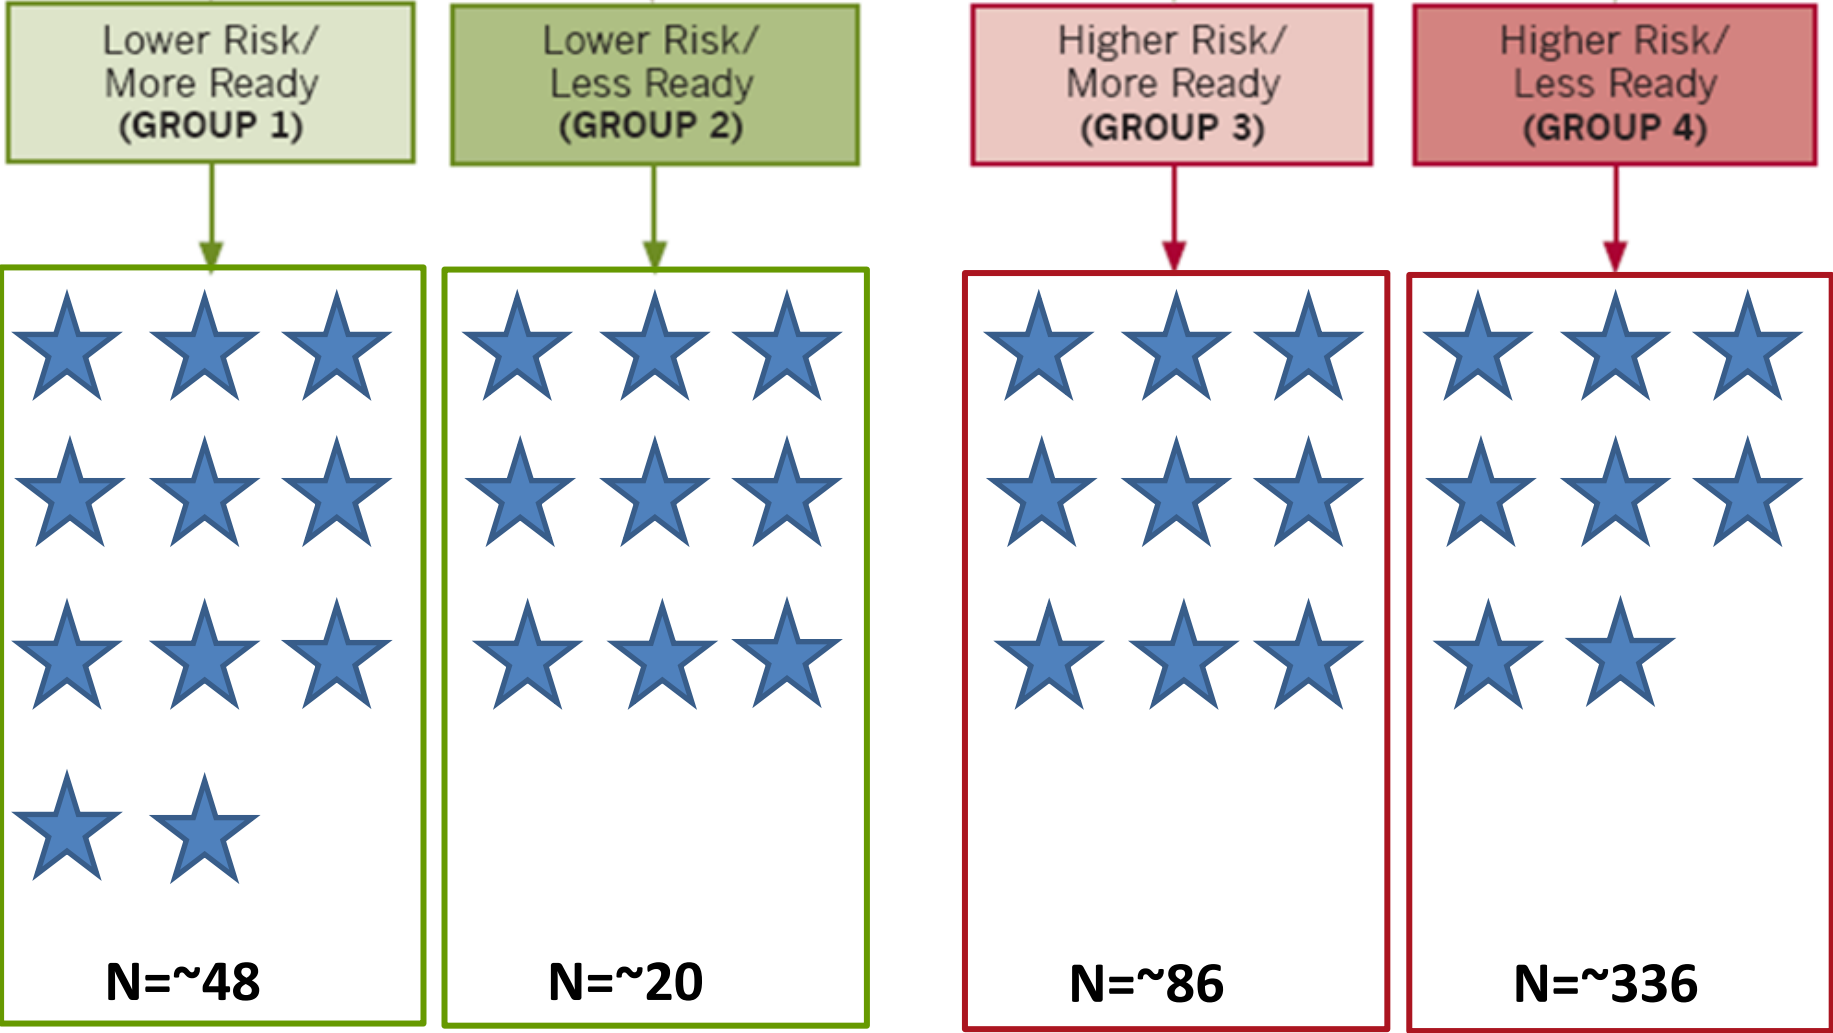 Lower Risk/
More Ready
(GROUP 1)
Lower Risk/
Less Ready
(GROUP 2)
Higher Risk/
More Ready
(GROUP 3)
Higher Risk/
Less Ready
(GROUP 4)
N=~48
N=~20
N=~86
N=~336